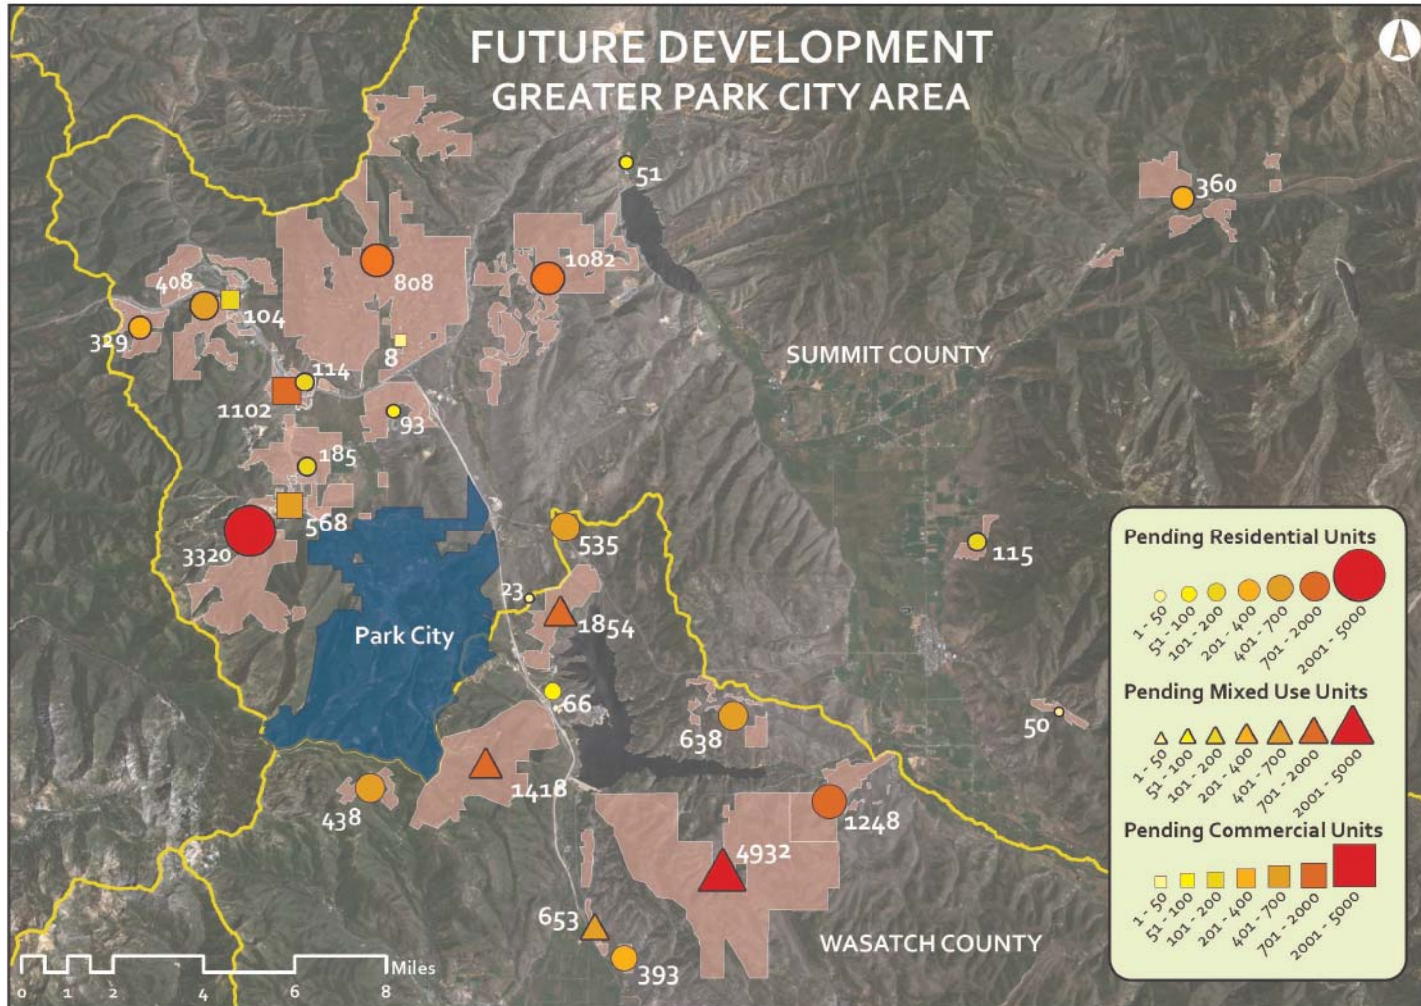 FUTURE DEVELOPMENT
GREATER PARK CITY AREA
51
360
1082
408
808
104
329
8
SUMMIT COUNTY
114
1102
93
185
568
3320
535
115
23
Park City
1854
66
638
50
1418
438
1248
4932
653
393
WASATCH COUNTY
Miles
0 1 2 4 6 8
Pending Residential Units
1 - 50
51 - 100
101 - 200
201 - 400
401 - 700
701 - 2000
2001 - 5000
Pending Mixed Use Units
1 - 50
51 - 100
101 - 200
201 - 400
401 - 700
701 - 2000
2001 - 5000
Pending Commercial Units
1 - 50
51 - 100
101 - 200
201 - 400
401 - 700
701 - 2000
2001 - 5000